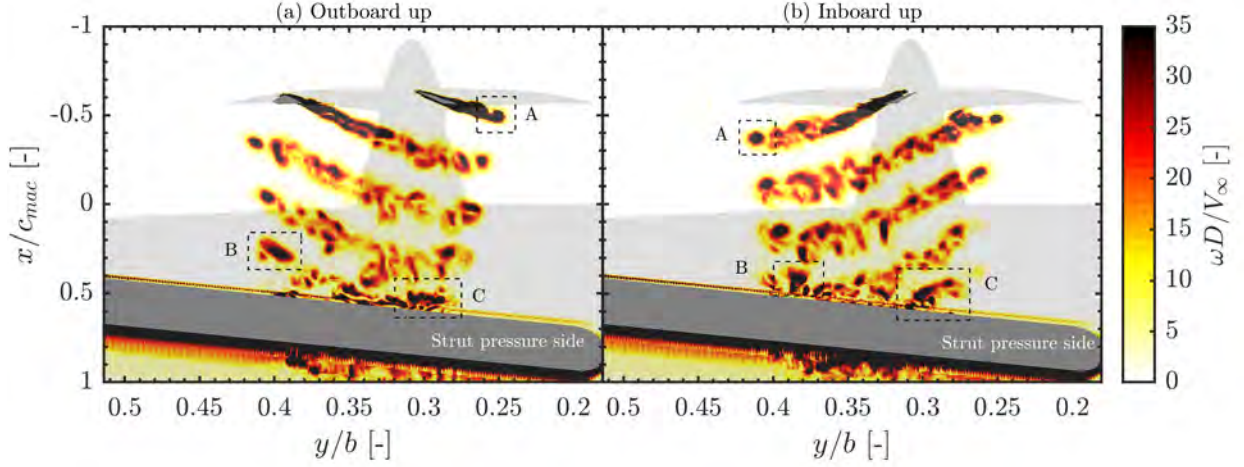 (a) Outboard up
(b) Inboard up
-1
-0.5
0
0.5
1
x/c_mac [-]
A
B
C
Strut pressure side
0.5
0.45
0.4
0.35
0.3
0.25
0.2
y/b [-]
A
B
C
Strut pressure side
0.5
0.45
0.4
0.35
0.3
0.25
0.2
y/b [-]
35
30
25
20
15
10
5
0
ωD/V∞ [-]